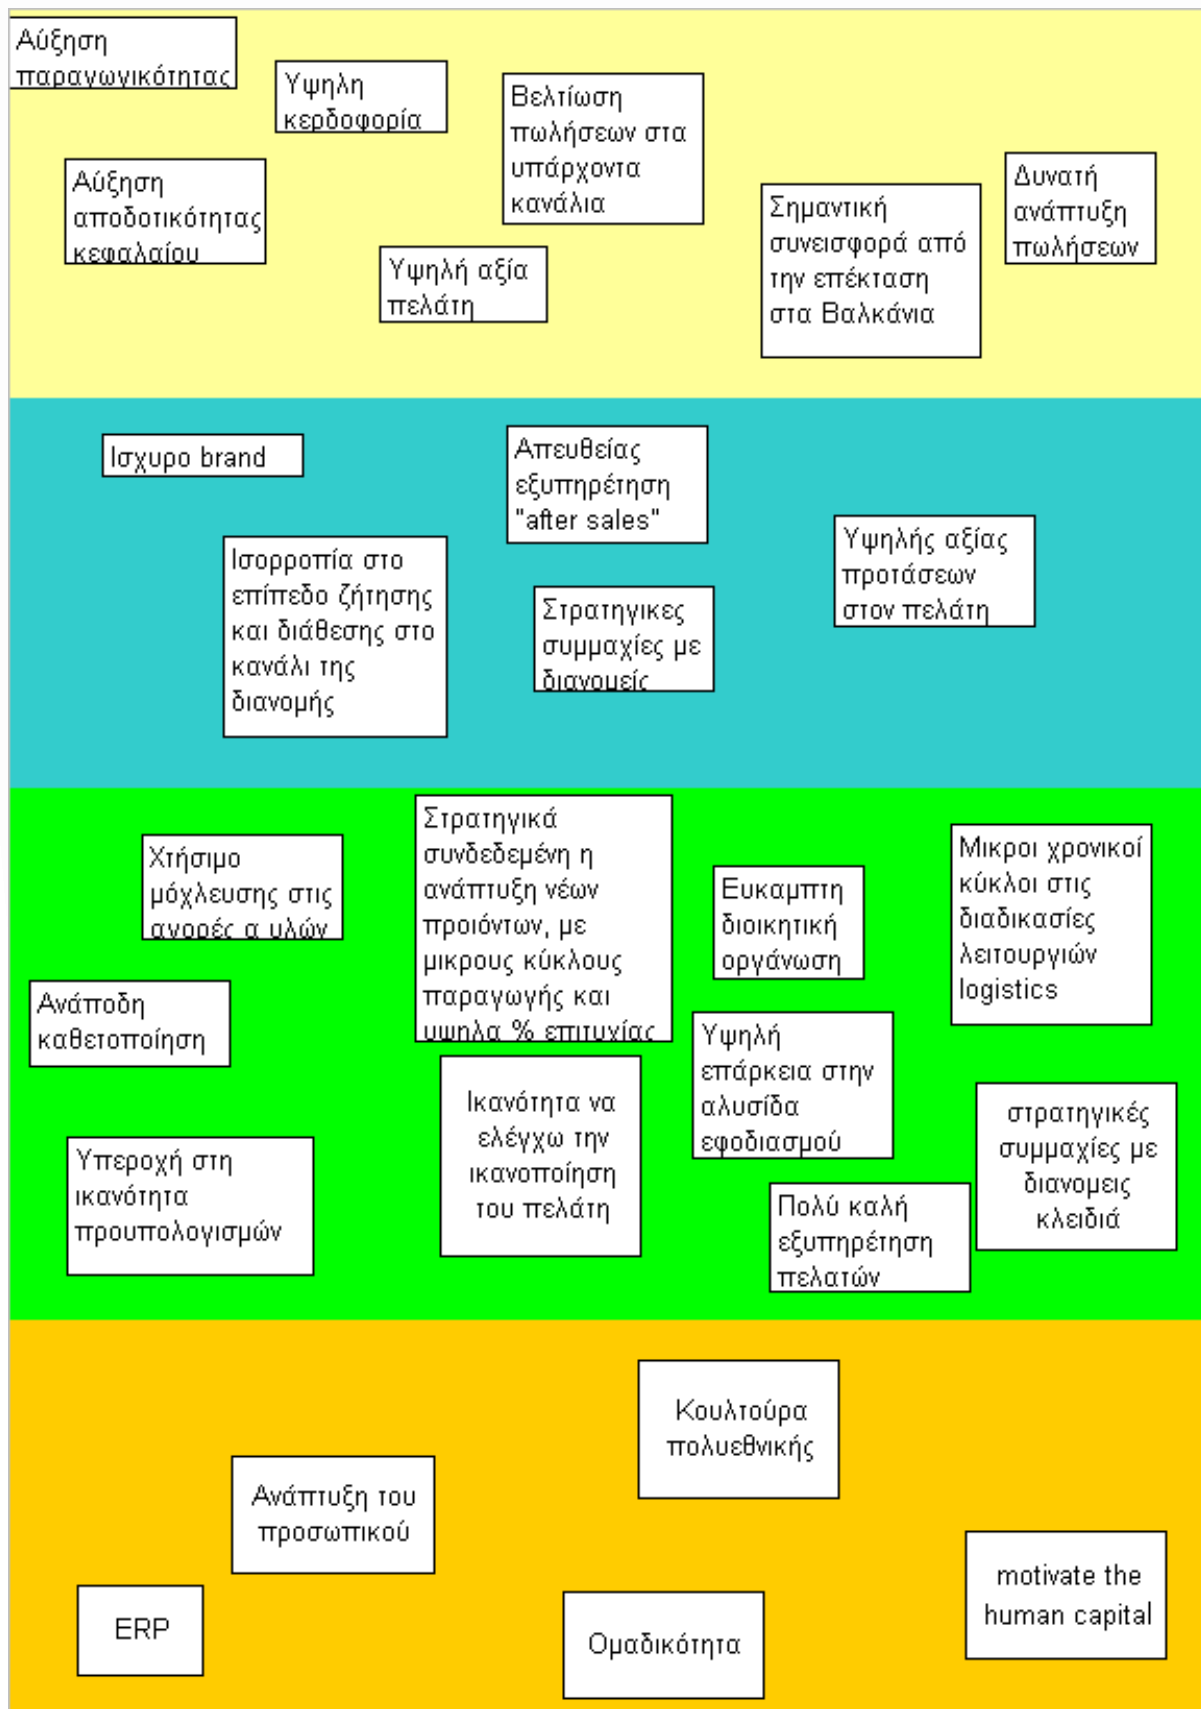 Αύξηση
παραγωγικότητας
Υψηλη
κερδοφορία
Βελτίωση
πωλήσεων στα
υπάρχοντα
κανάλια
Αύξηση
αποδοτικότητας
κεφαλαίου
Υψηλή αξία
πελάτη
Σημαντική
συνεισφορά από
την επέκταση
στα Βαλκάνια
Δυνατή
ανάπτυξη
πωλήσεων
Ισχυρο brand
Απευθείας
εξυπηρέτηση
"after sales"
Ισορροπία στο
επίπεδο ζήτησης
και διάθεσης στο
κανάλι της
διανομής
Στρατηγικες
συμμαχίες με
διανομείς
Υψηλής αξίας
προτάσεων
στον πελάτη
Χτήσιμο
μόχλευσης στις
αγορές α υλών
Στρατηγικά
συνδεδεμένη η
ανάπτυξη νέων
προιόντων, με
μικρους κύκλους
παραγωγής και
υψηλα % επιτυχίας
Ευκαμπτη
διοικητική
οργάνωση
Μικροι χρονικοί
κύκλοι στις
διαδικασίες
λειτουργιών
logistics
Ανάποδη
καθετοποίηση
Υψηλή
επάρκεια στην
αλυσίδα
εφοδιασμού
Ικανότητα να
ελέγχω την
ικανοποίηση
του πελάτη
στρατηγικές
συμμαχίες με
διανομεις
κλειδιά
Υπεροχή στη
ικανότητα
προυπολογισμών
Πολύ καλή
εξυπηρέτηση
πελατών
Κουλτούρα
πολυεθνικής
Ανάπτυξη του
προσωπικού
motivate the
human capital
ERP
Ομαδικότητα